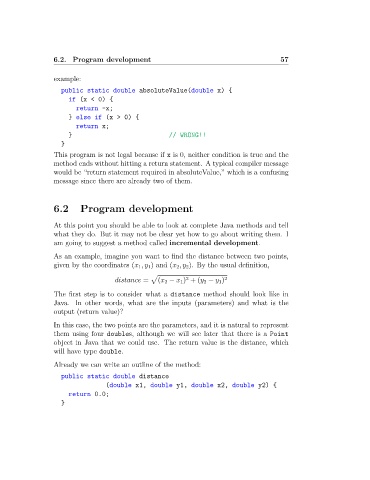 6.2. Program development 57
example:
public static double absoluteValue(double x) {
if (x < 0) {
return -x;
} else if (x > 0) {
return x;
} // WRONG!!
}
This program is not legal because if x is 0, neither condition is true and the
method ends without hitting a return statement. A typical compiler message
would be "return statement required in absoluteValue," which is a confusing
message since there are already two of them.
6.2 Program development
At this point you should be able to look at complete Java methods and tell
what they do. But it may not be clear yet how to go about writing them. I
am going to suggest a method called incremental development.
As an example, imagine you want to find the distance between two points,
given by the coordinates (x₁, y₁) and (x₂, y₂). By the usual definition,
distance = √(x₂ − x₁)² + (y₂ − y₁)²
The first step is to consider what a distance method should look like in
Java. In other words, what are the inputs (parameters) and what is the
output (return value)?
In this case, the two points are the parameters, and it is natural to represent
them using four doubles, although we will see later that there is a Point
object in Java that we could use. The return value is the distance, which
will have type double.
Already we can write an outline of the method:
public static double distance
(double x1, double y1, double x2, double y2) {
return 0.0;
}